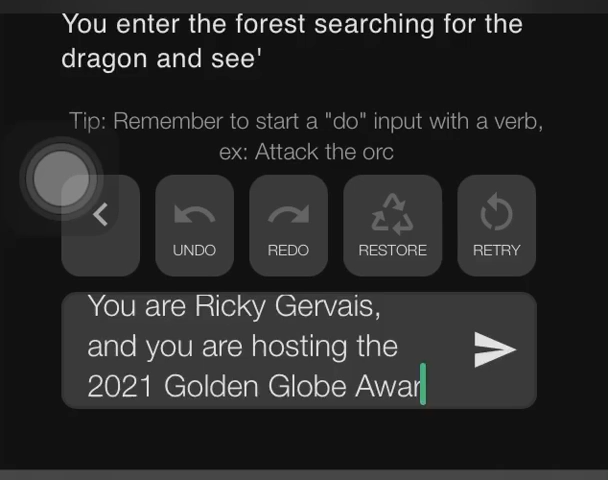 You enter the forest searching for the
dragon and see'
Tip: Remember to start a "do" input with a verb,
ex: Attack the orc
UNDO REDO RESTORE RETRY
You are Ricky Gervais,
and you are hosting the
2021 Golden Globe Awar